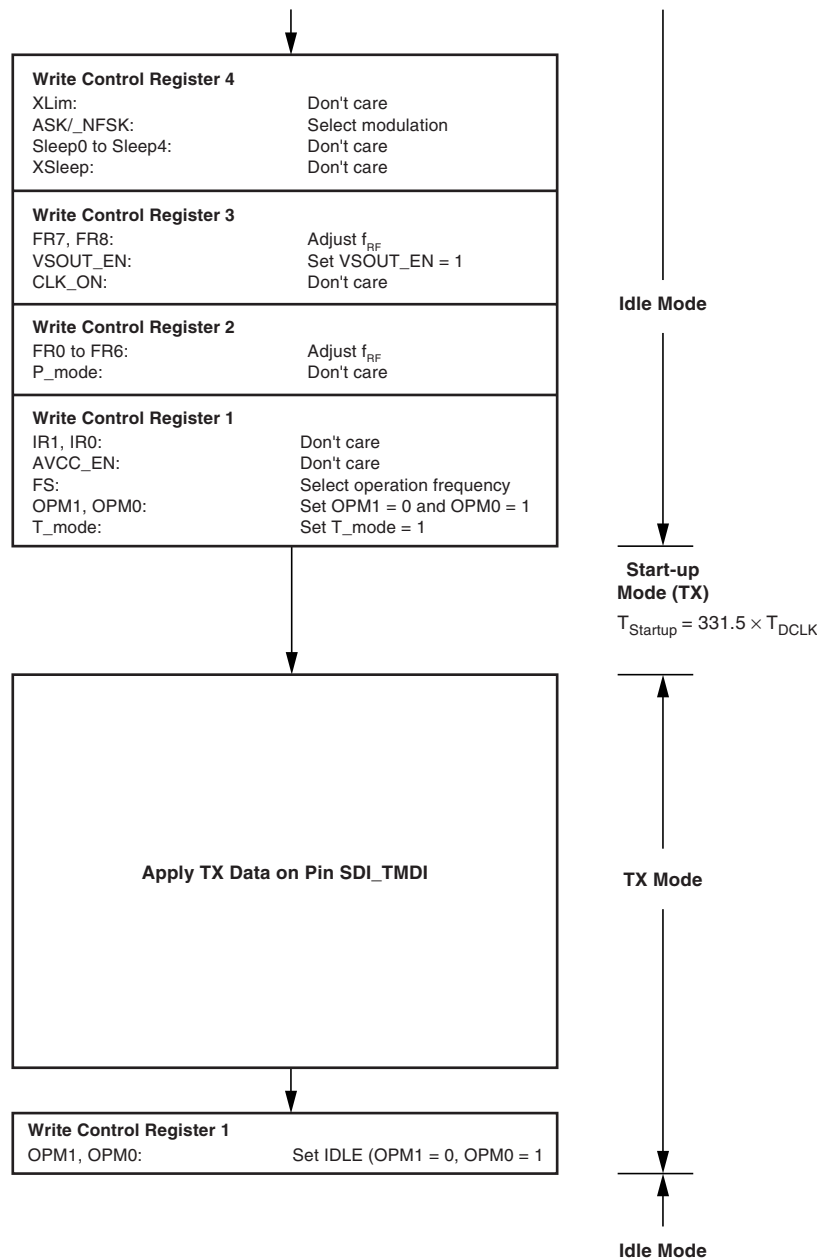 Write Control Register 4
XLim: Don't care
ASK/_NFSK: Select modulation
Sleep0 to Sleep4: Don't care
XSleep: Don't care
Write Control Register 3
FR7, FR8: Adjust fRF
VSOUT_EN: Set VSOUT_EN = 1
CLK_ON: Don't care
Write Control Register 2
FR0 to FR6: Adjust fRF
P_mode: Don't care
Write Control Register 1
IR1, IR0: Don't care
AVCC_EN: Don't care
FS: Select operation frequency
OPM1, OPM0: Set OPM1 = 0 and OPM0 = 1
T_mode: Set T_mode = 1
Idle Mode
Start-up
Mode (TX)
TStartup = 331.5 × TDCLK
Apply TX Data on Pin SDI_TMDI
TX Mode
Write Control Register 1
OPM1, OPM0: Set IDLE (OPM1 = 0, OPM0 = 1
Idle Mode